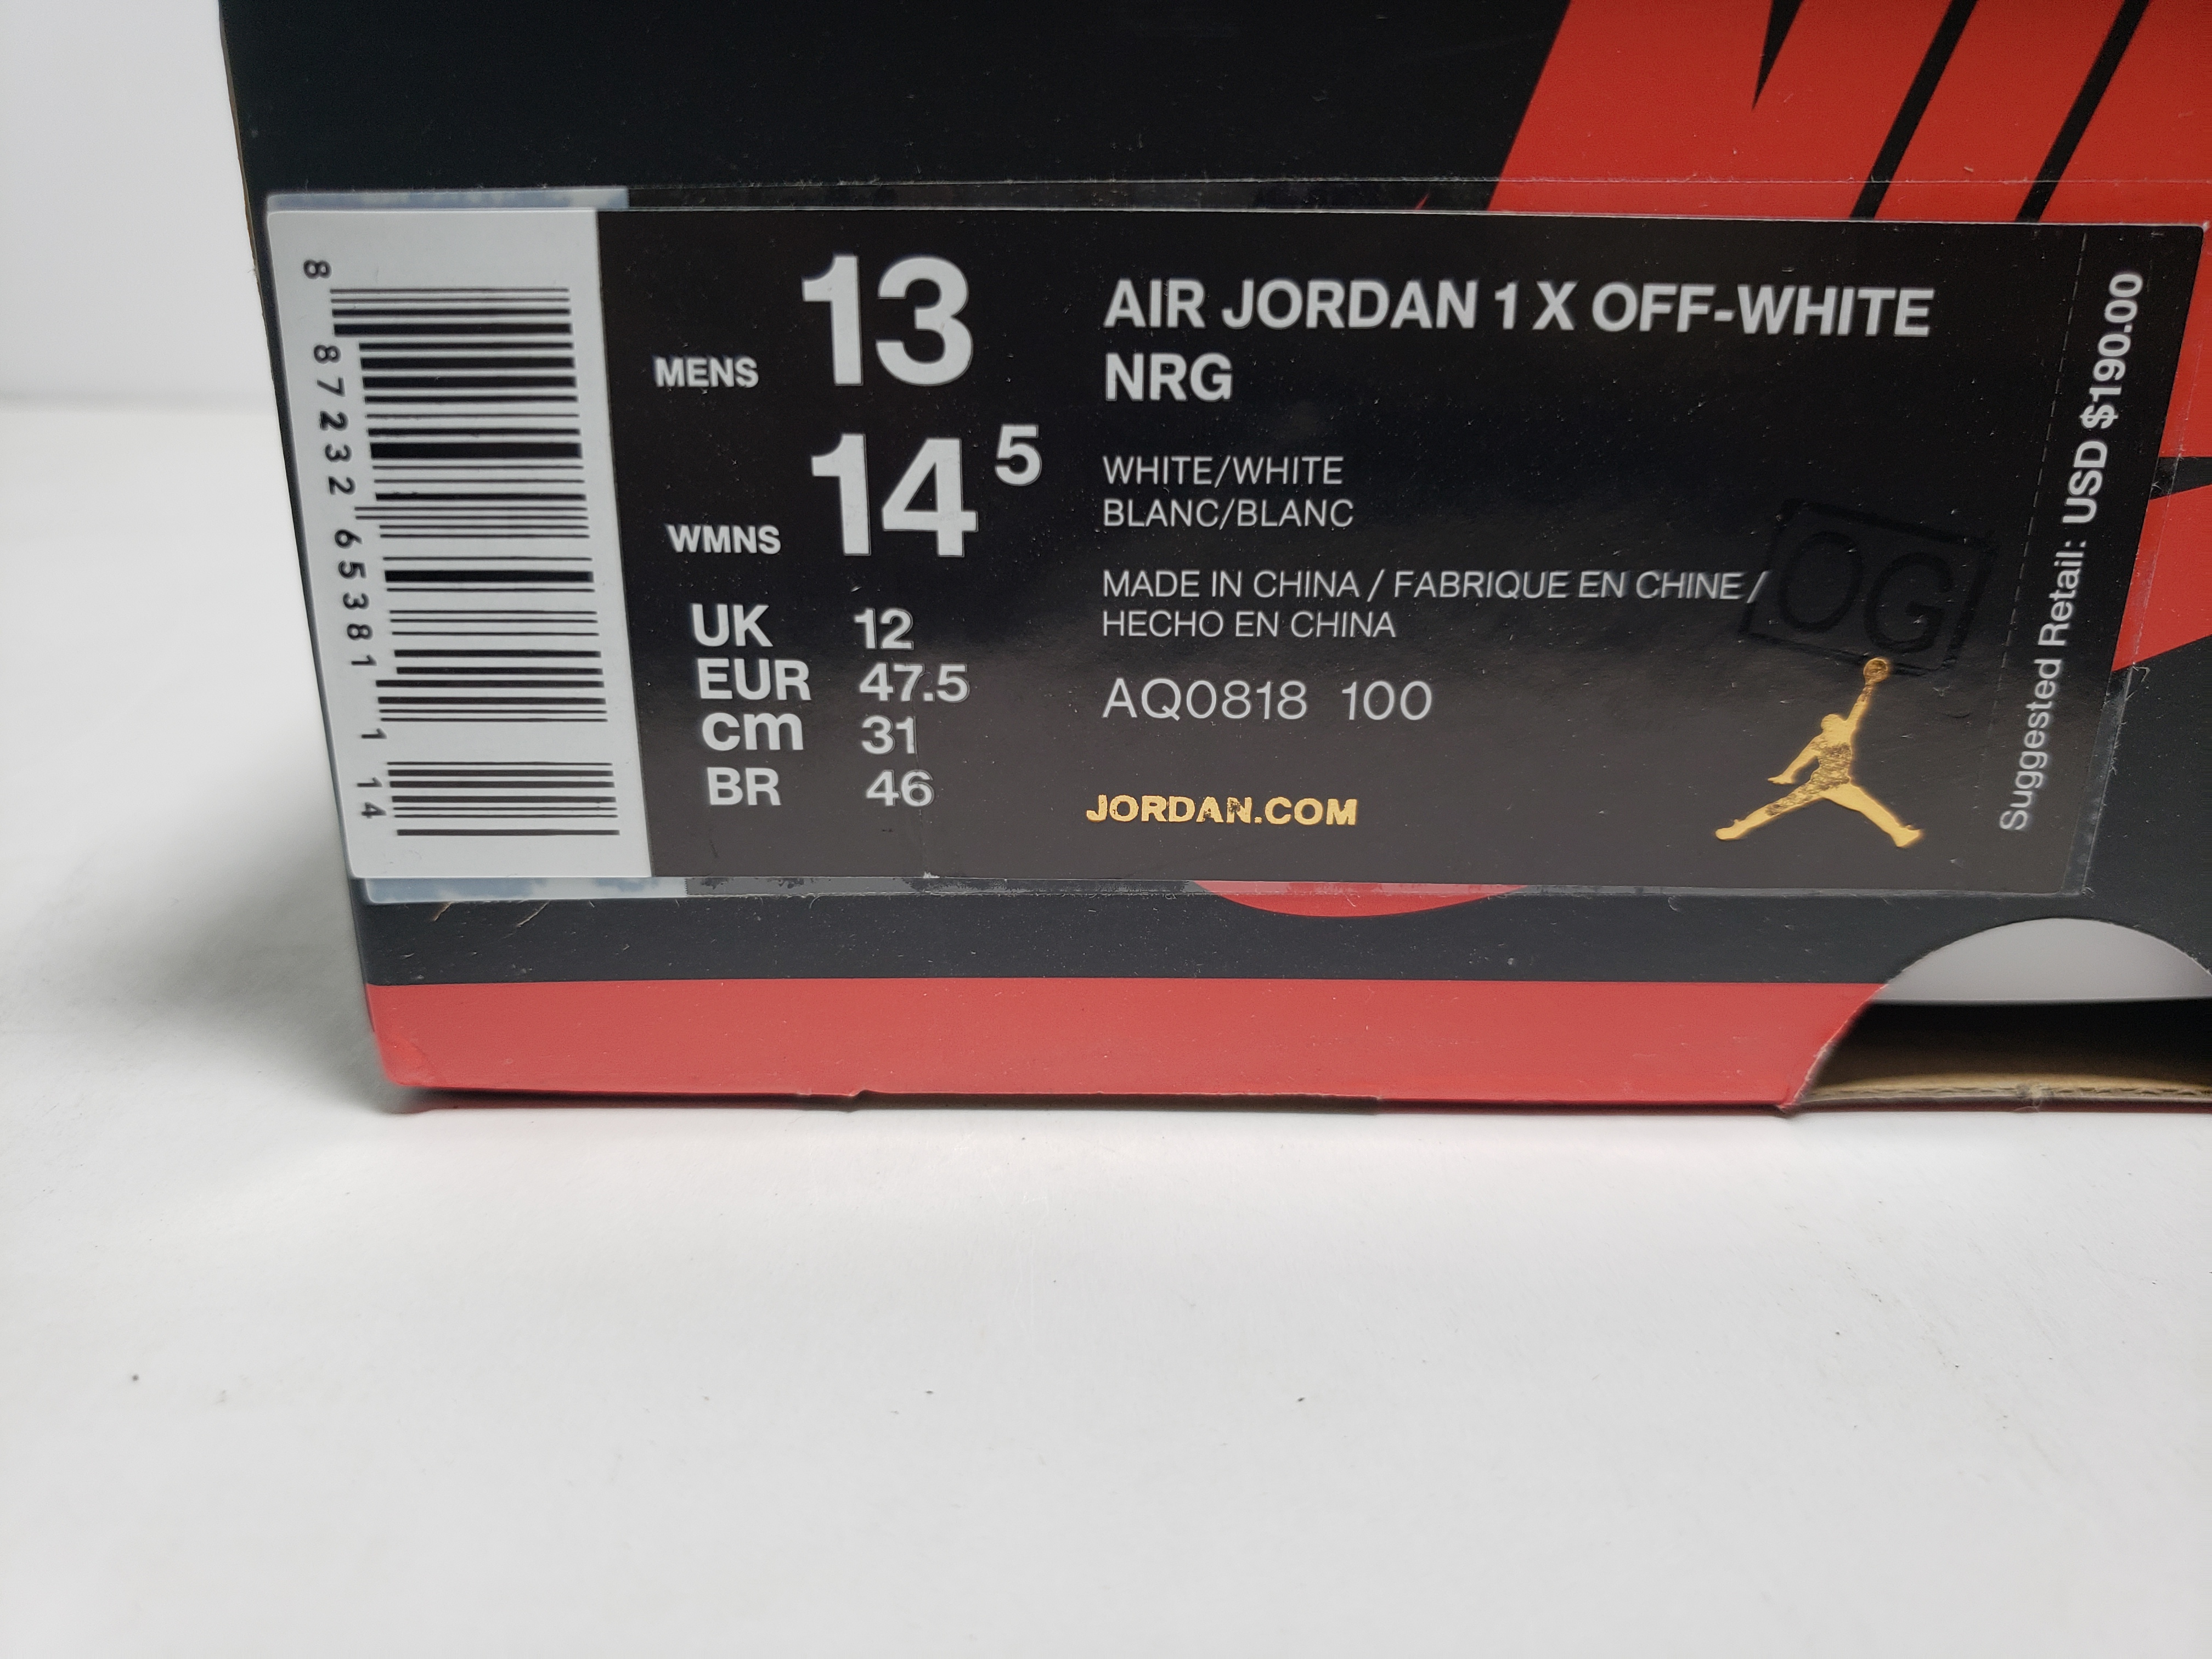 8 87232 65381 1 14
MENS 13
WMNS 14 5
UK 12
EUR 47.5
cm 31
BR 46
AIR JORDAN 1 X OFF-WHITE
NRG
WHITE/WHITE
BLANC/BLANC
MADE IN CHINA / FABRIQUE EN CHINE /
HECHO EN CHINA
AQ0818 100
JORDAN.COM
OG
Suggested Retail: USD $190.00